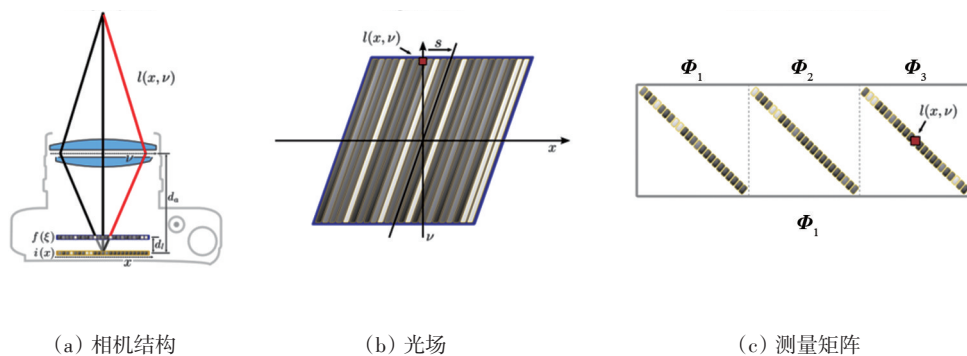 l(x, ν)
ν
d_a
f(ξ)
d_l
i(x)
x
l(x, ν)
s
x
ν
Φ_1
Φ_2
Φ_3
l(x, ν)
Φ_1
(a) 相机结构
(b) 光场
(c) 测量矩阵